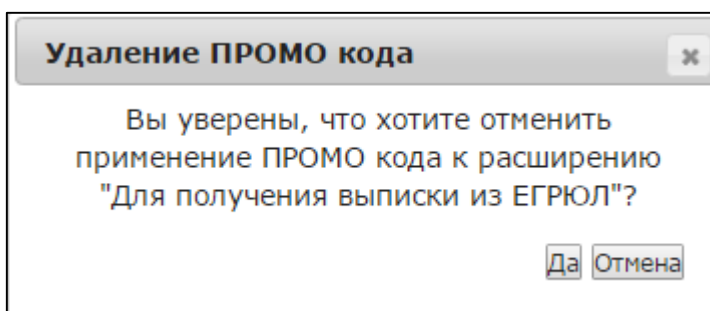 Удаление ПРОМО кода
Вы уверены, что хотите отменить
применение ПРОМО кода к расширению
"Для получения выписки из ЕГРЮЛ"?
Да Отмена